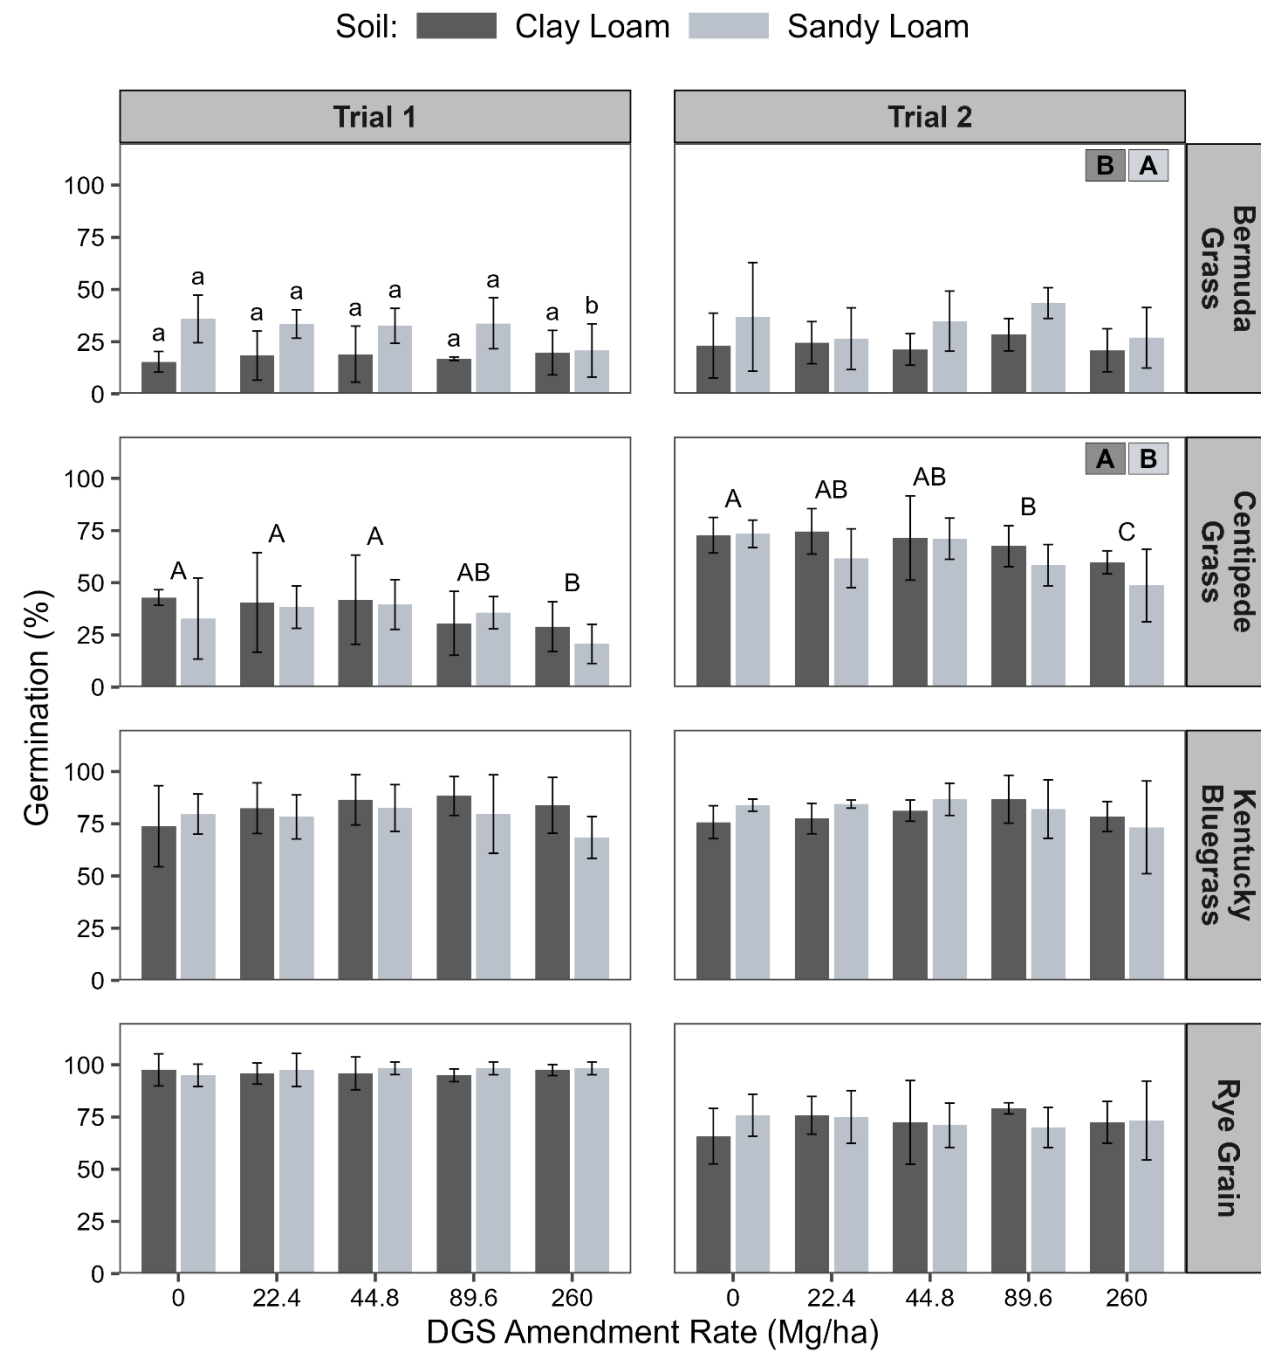 Soil: Clay Loam Sandy Loam
Trial 1 Trial 2
B A
100
75
50
25
0
a a a a a a a a a b
Bermuda
Grass
A B
100
75
50
25
0
A A A AB B
A AB AB B C
Centipede
Grass
Germination (%)
100
75
50
25
0
Kentucky
Bluegrass
100
75
50
25
0
Rye Grain
0 22.4 44.8 89.6 260 0 22.4 44.8 89.6 260
DGS Amendment Rate (Mg/ha)